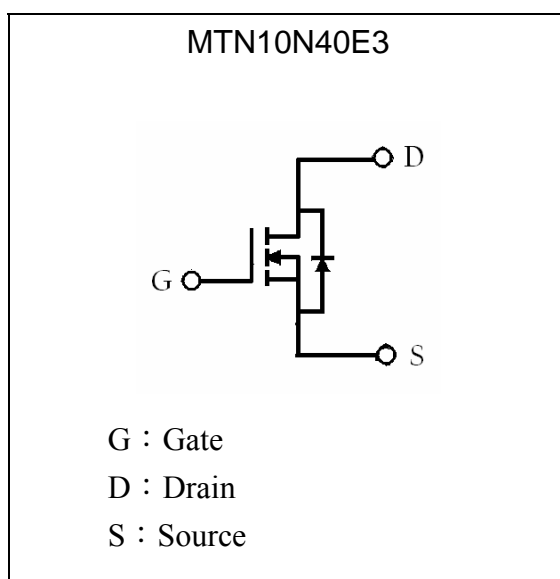 MTN10N40E3
D
G
S
G：Gate
D：Drain
S：Source